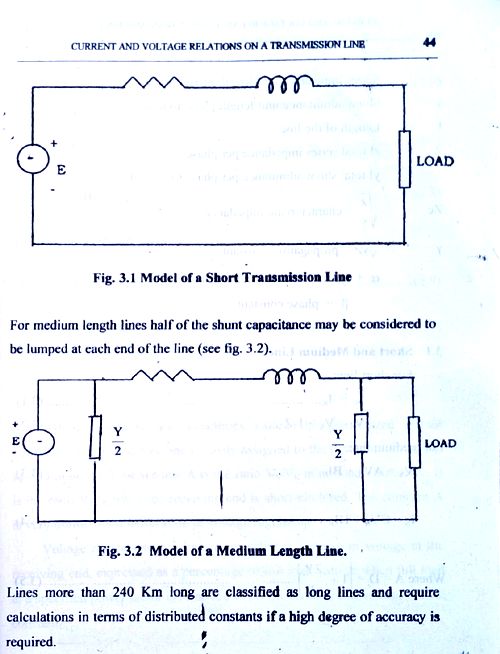 CURRENT AND VOLTAGE RELATIONS ON A TRANSMISSION LINE 44
+
E
-
LOAD
Fig. 3.1 Model of a Short Transmission Line
For medium length lines half of the shunt capacitance may be considered to
be lumped at each end of the line (see fig. 3.2).
+
E
-
Y
2
Y
2
LOAD
Fig. 3.2 Model of a Medium Length Line.
Lines more than 240 Km long are classified as long lines and require
calculations in terms of distributed constants if a high degree of accuracy is
required.